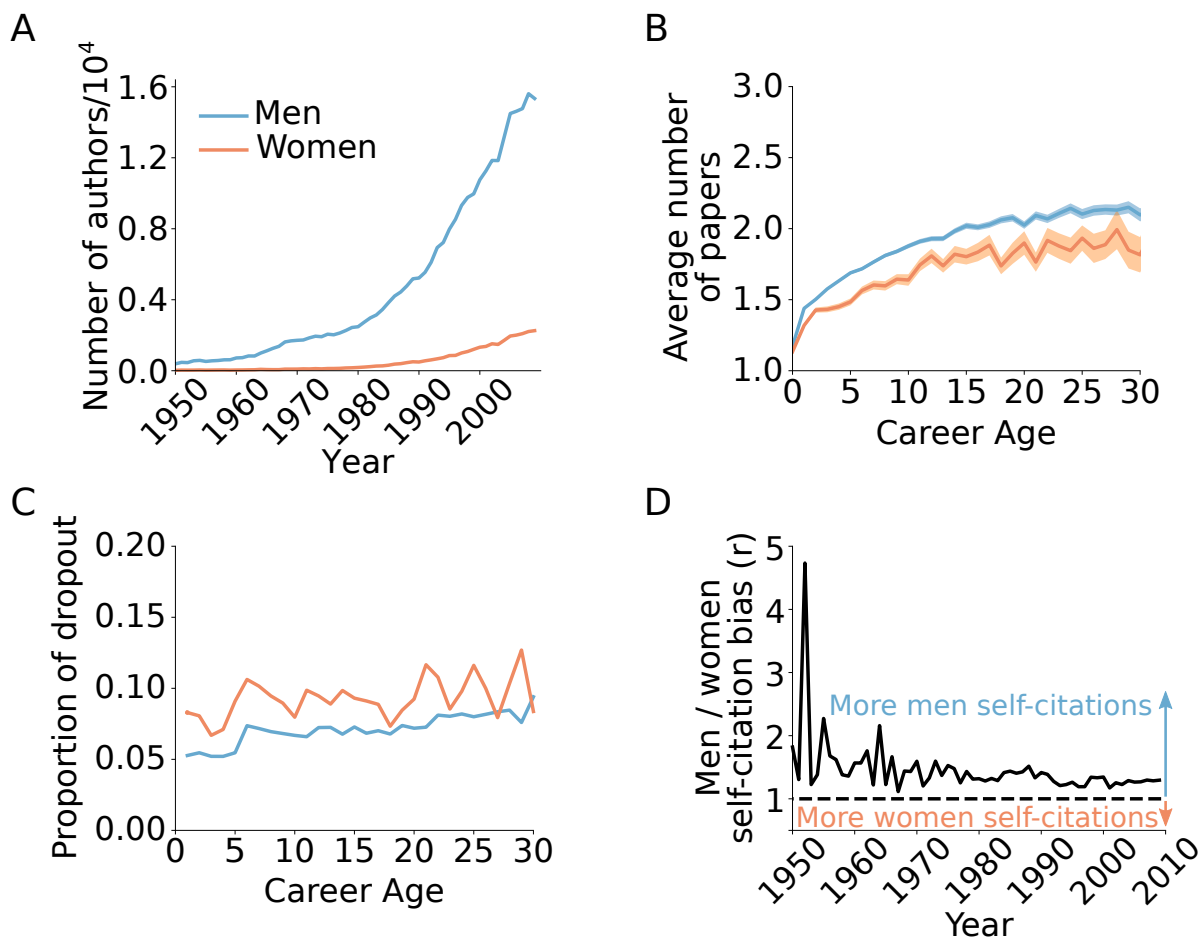 A
Number of authors/10⁴
1.6
1.2
0.8
0.4
0.0
Men
Women
1950
1960
1970
1980
1990
2000
Year
B
Average number
of papers
3.0
2.5
2.0
1.5
1.0
0
5
10
15
20
25
30
Career Age
C
Proportion of dropout
0.20
0.15
0.10
0.05
0.00
0
5
10
15
20
25
30
Career Age
D
Men / women
self-citation bias (r)
5
4
3
2
1
More men self-citations
More women self-citations
1950
1960
1970
1980
1990
2000
2010
Year